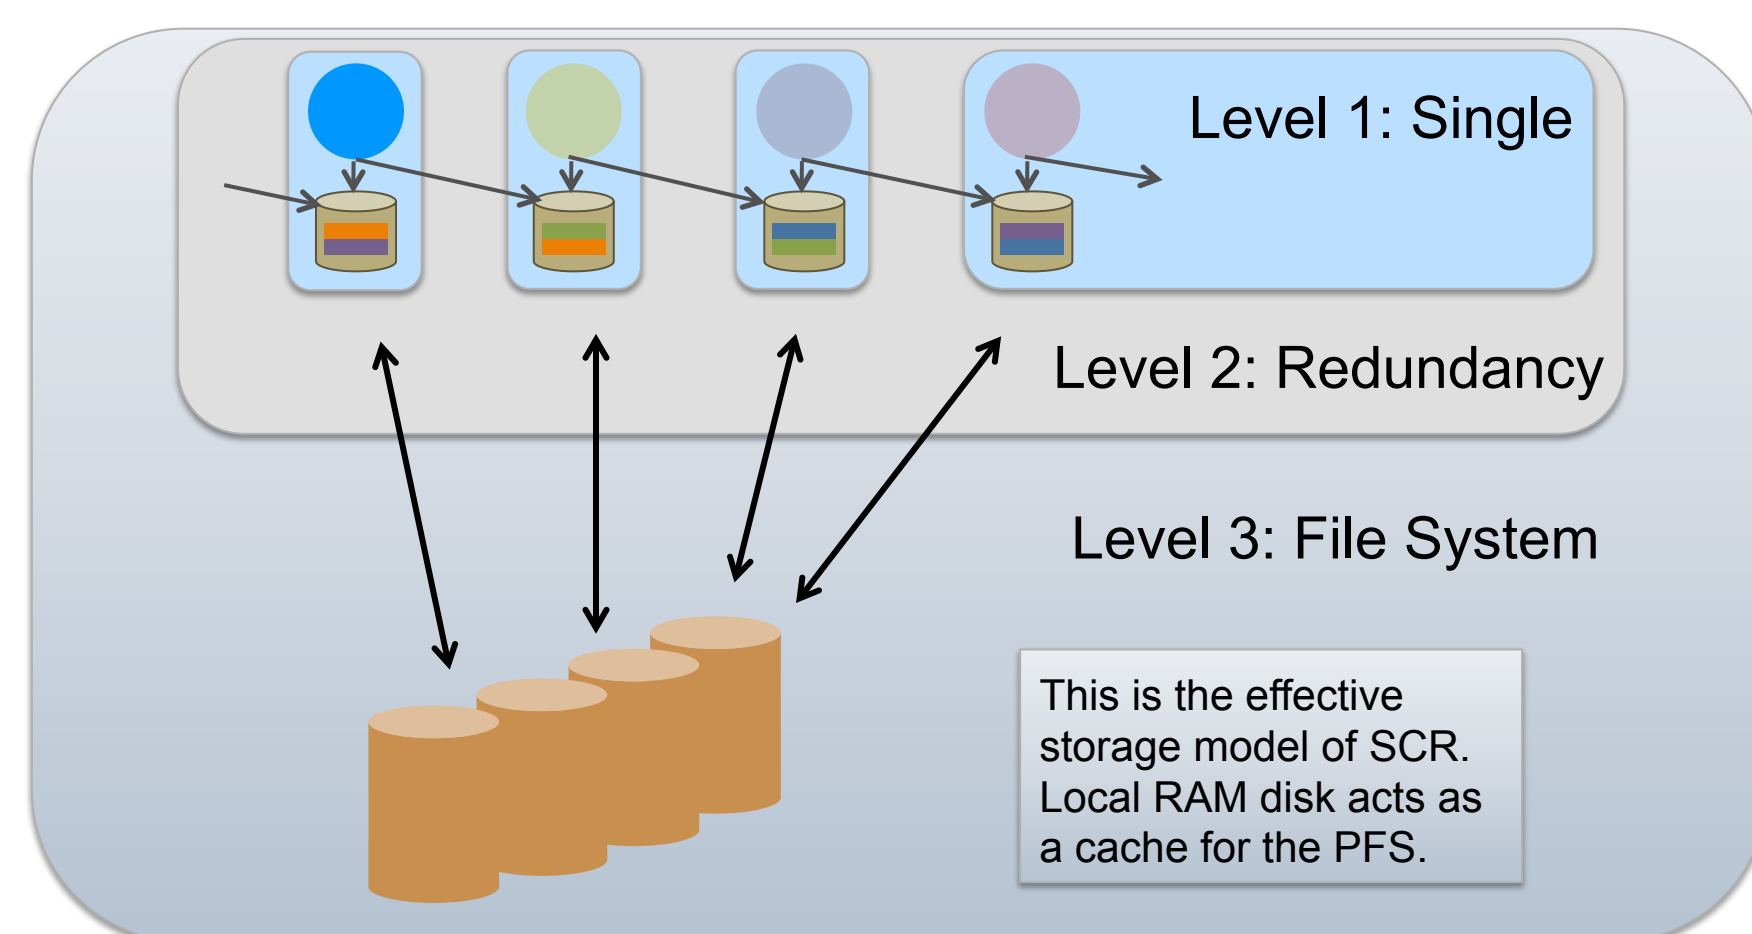 Level 1: Single
Level 2: Redundancy
Level 3: File System
This is the effective
storage model of SCR.
Local RAM disk acts as
a cache for the PFS.